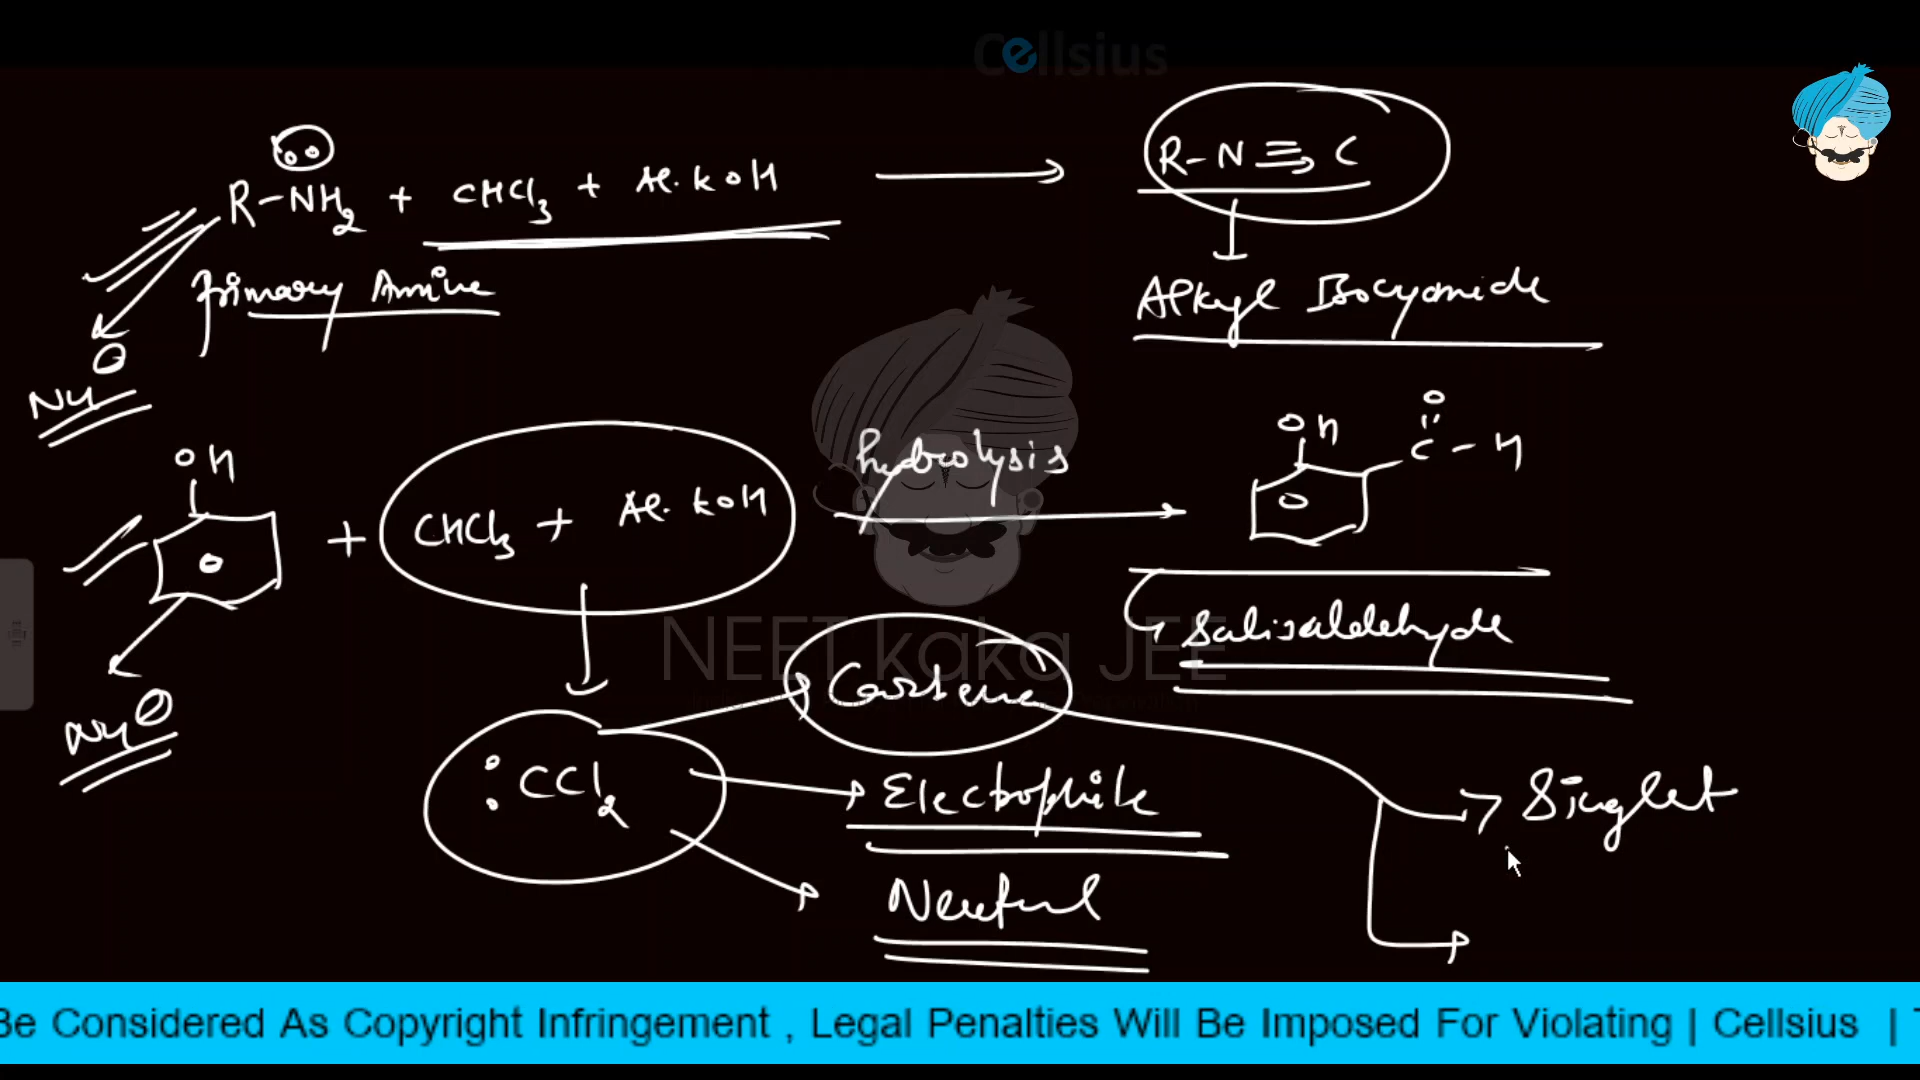 Cellsius
R-NH2 + CHCl3 + Al. KOH → R-N≡C
Primary Amine
Alkyl Isocyanide
Nu⊖
OH + CHCl3 + Al. KOH hydrolysis → OH C-H O
Nu⊖
Salisaldehyde
NEET kaka JEE
Carbene
:CCl2
Electrophile
Singlet
Neutral
Be Considered As Copyright Infringement , Legal Penalties Will Be Imposed For Violating | Cellsius |